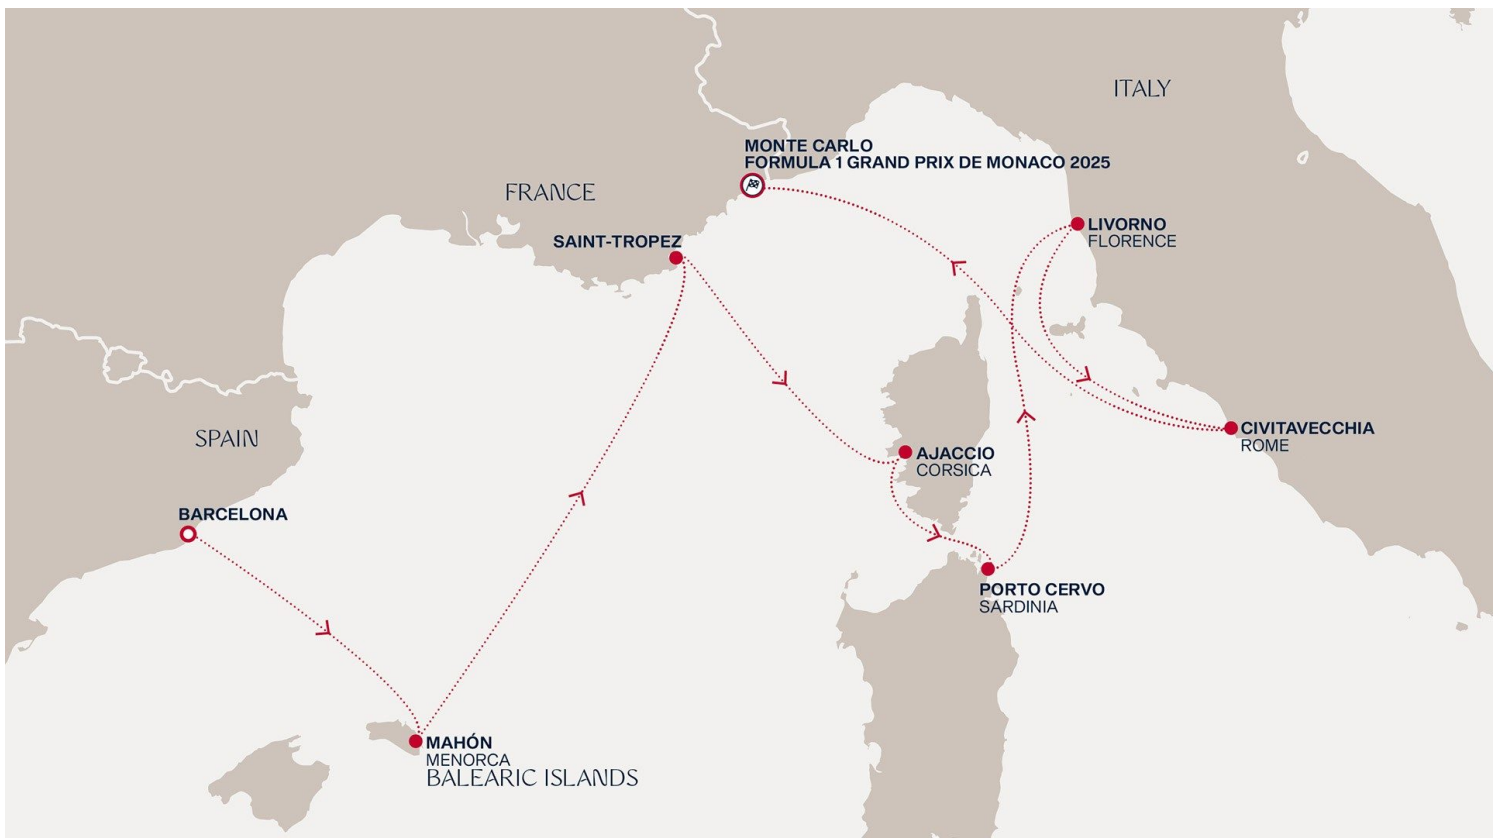 ITALY
MONTE CARLO
FORMULA 1 GRAND PRIX DE MONACO 2025
FRANCE
LIVORNO
FLORENCE
SAINT-TROPEZ
CIVITAVECCHIA
ROME
SPAIN
AJACCIO
CORSICA
BARCELONA
PORTO CERVO
SARDINIA
MAHÓN
MENORCA
BALEARIC ISLANDS